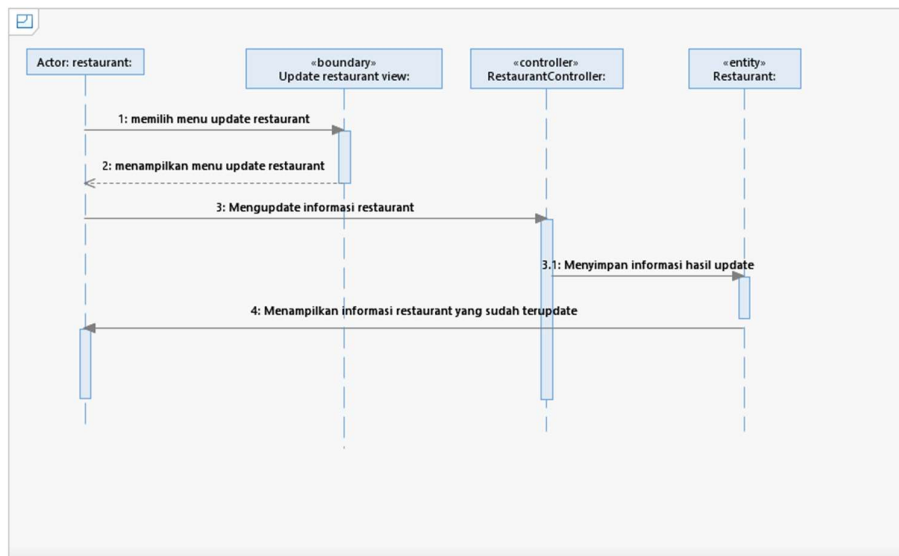 Actor: restaurant:
«boundary»
Update restaurant view:
«controller»
RestaurantController:
«entity»
Restaurant:
1: memilih menu update restaurant
2: menampilkan menu update restaurant
3: Mengupdate informasi restaurant
3.1: Menyimpan informasi hasil update
4: Menampilkan informasi restaurant yang sudah terupdate